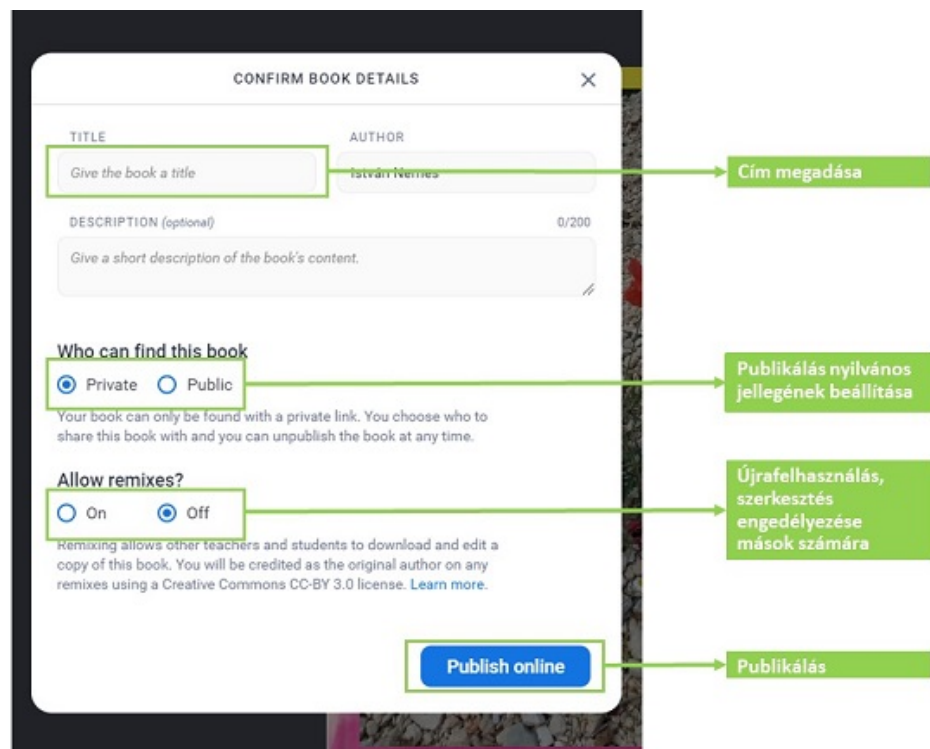 CONFIRM BOOK DETAILS
TITLE
AUTHOR
Give the book a title
István Nemes
Cím megadása
DESCRIPTION (optional)
0/200
Give a short description of the book's content.
Who can find this book
Private
Public
Publikálás nyilvános
jellegének beállítása
Your book can only be found with a private link. You choose who to
share this book with and you can unpublish the book at any time.
Allow remixes?
On
Off
Újrafelhasználás,
szerkesztés
engedélyezése
mások számára
Remixing allows other teachers and students to download and edit a
copy of this book. You will be credited as the original author on any
remixes using a Creative Commons CC-BY 3.0 license. Learn more.
Publish online
Publikálás